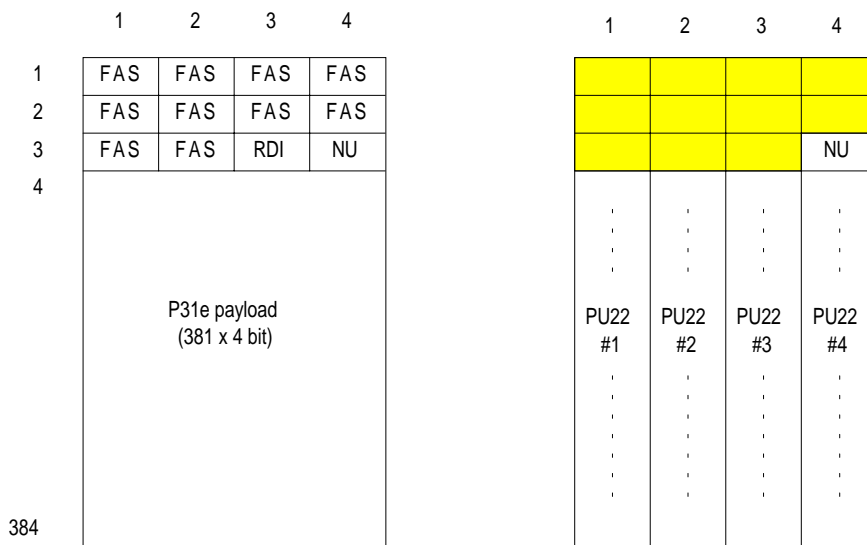 1 2 3 4
1 FAS FAS FAS FAS
2 FAS FAS FAS FAS
3 FAS FAS RDI NU
4
P31e payload
(381 x 4 bit)
384
1 2 3 4
NU
PU22 PU22 PU22 PU22
#1 #2 #3 #4